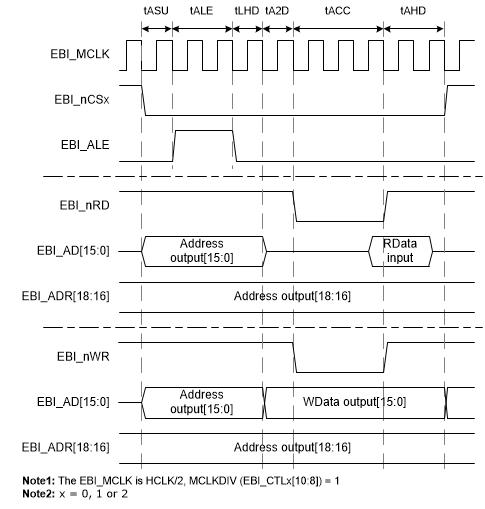 tASU tALE tLHD tA2D tACC tAHD
EBI_MCLK
EBI_nCSx
EBI_ALE
EBI_nRD
EBI_AD[15:0] Address output[15:0] RData input
EBI_ADR[18:16] Address output[18:16]
EBI_nWR
EBI_AD[15:0] Address output[15:0] WData output[15:0]
EBI_ADR[18:16] Address output[18:16]
Note1: The EBI_MCLK is HCLK/2, MCLKDIV (EBI_CTLx[10:8]) = 1
Note2: x = 0, 1 or 2